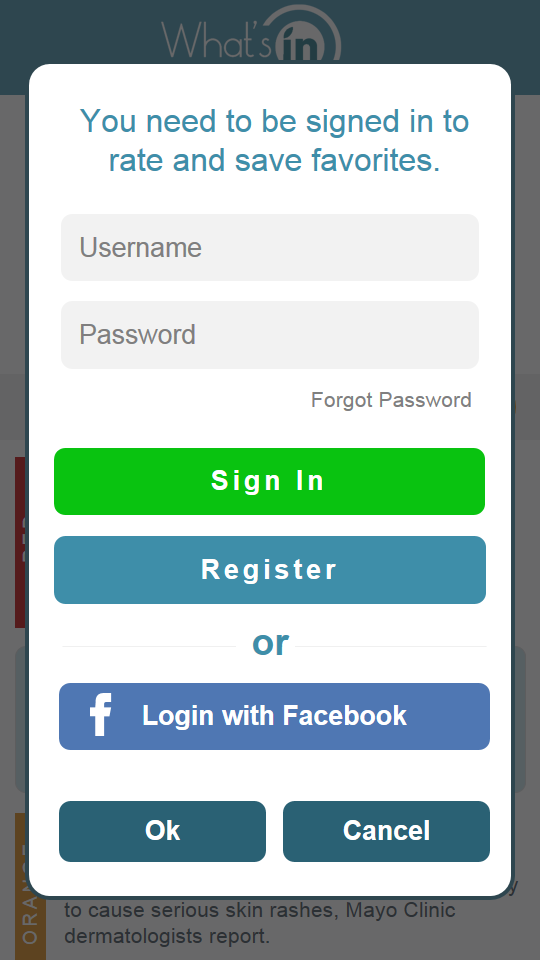 What's in
You need to be signed in to
rate and save favorites.
Username
Password
Forgot Password
Sign In
Register
or
Login with Facebook
Ok
Cancel
to cause serious skin rashes, Mayo Clinic
dermatologists report.